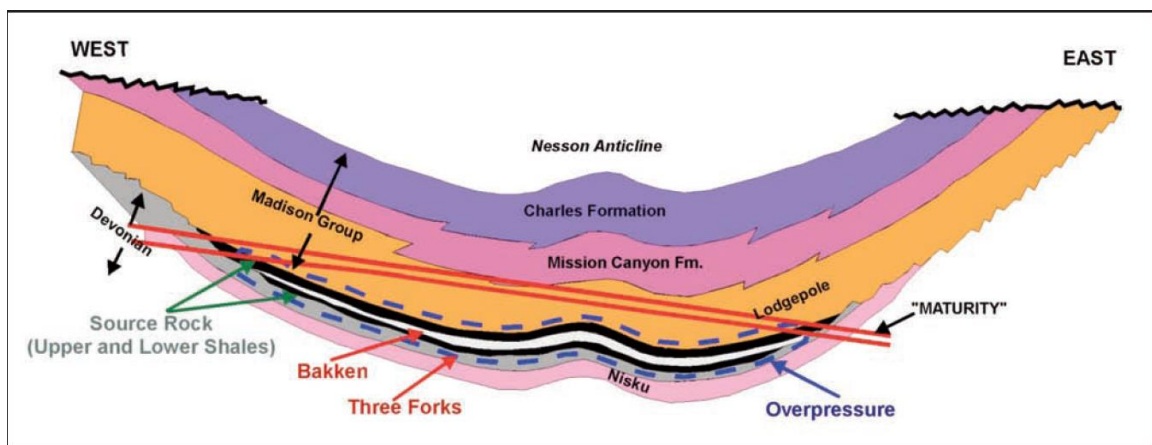 WEST
EAST
Nesson Anticline
Charles Formation
Madison Group
Devonian
Mission Canyon Fm.
Lodgepole
"MATURITY"
Source Rock
(Upper and Lower Shales)
Bakken
Nisku
Three Forks
Overpressure